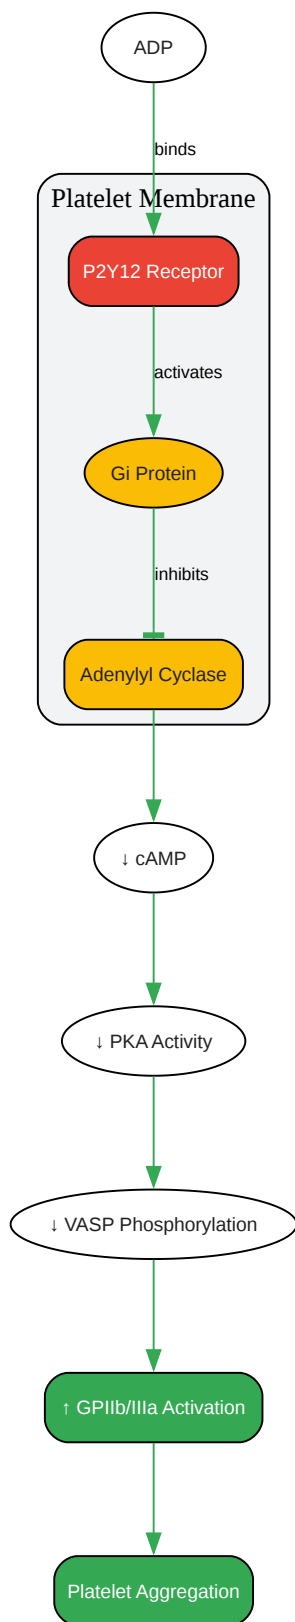 ADP
binds
Platelet Membrane
P2Y12 Receptor
activates
Gi Protein
inhibits
Adenylyl Cyclase
↓ cAMP
↓ PKA Activity
↓ VASP Phosphorylation
↑ GPIIb/IIIa Activation
Platelet Aggregation